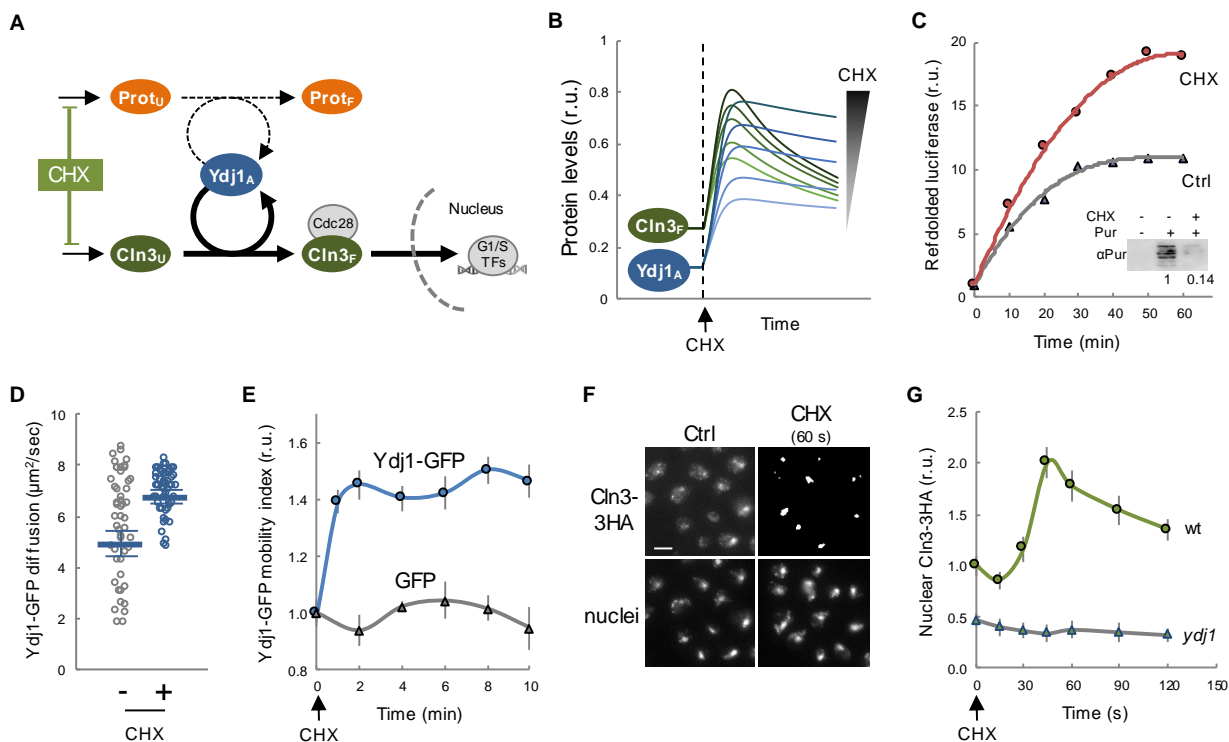 A
Prot_U
Prot_F
CHX
Ydj1_A
Nucleus
Cdc28
Cln3_U
Cln3_F
G1/S
TFs
B
Protein levels (r.u.)
1
0.8
0.6
0.4
0.2
0
CHX
Cln3_F
Ydj1_A
Time
CHX
C
Refdolded luciferase (r.u.)
20
15
10
5
0
CHX
Ctrl
CHX - - +
Pur - + +
αPur
1 0.14
0 10 20 30 40 50 60
Time (min)
D
Ydj1-GFP diffusion (µm²/sec)
10
8
6
4
2
0
- +
CHX
E
Ydj1-GFP mobility index (r.u.)
1.6
1.4
1.2
1.0
0.8
Ydj1-GFP
GFP
0 2 4 6 8 10
Time (min)
CHX
F
CHX
Ctrl (60 s)
Cln3-
3HA
nuclei
G
Nuclear Cln3-3HA (r.u.)
2.5
2.0
1.5
1.0
0.5
0.0
wt
ydj1
0 30 60 90 120 150
Time (s)
CHX